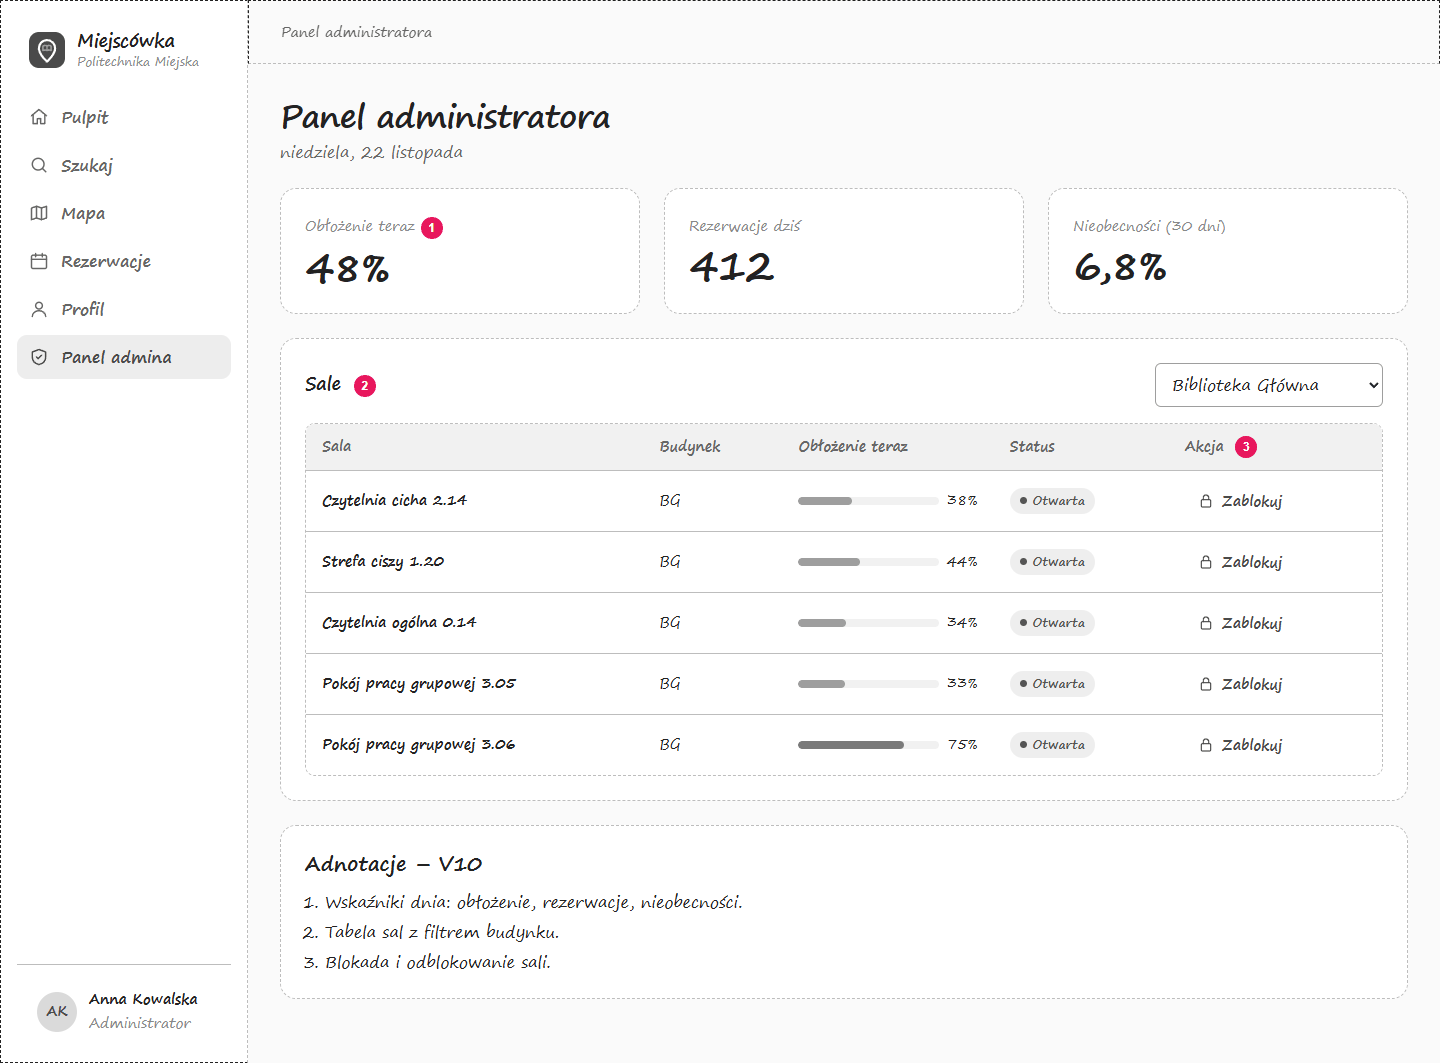 Miejscówka
Politechnika Miejska
Pulpit
Szukaj
Mapa
Rezerwacje
Profil
Panel admina
AK
Anna Kowalska
Administrator
Panel administratora
Panel administratora
niedziela, 22 listopada
Obłożenie teraz 1
48%
Rezerwacje dziś
412
Nieobecności (30 dni)
6,8%
Sale 2
Biblioteka Główna
Sala Budynek Obłożenie teraz Status Akcja 3
Czytelnia cicha 2.14 BG 38% Otwarta Zablokuj
Strefa ciszy 1.20 BG 44% Otwarta Zablokuj
Czytelnia ogólna 0.14 BG 34% Otwarta Zablokuj
Pokój pracy grupowej 3.05 BG 33% Otwarta Zablokuj
Pokój pracy grupowej 3.06 BG 75% Otwarta Zablokuj
Adnotacje – V10
1. Wskaźniki dnia: obłożenie, rezerwacje, nieobecności.
2. Tabela sal z filtrem budynku.
3. Blokada i odblokowanie sali.